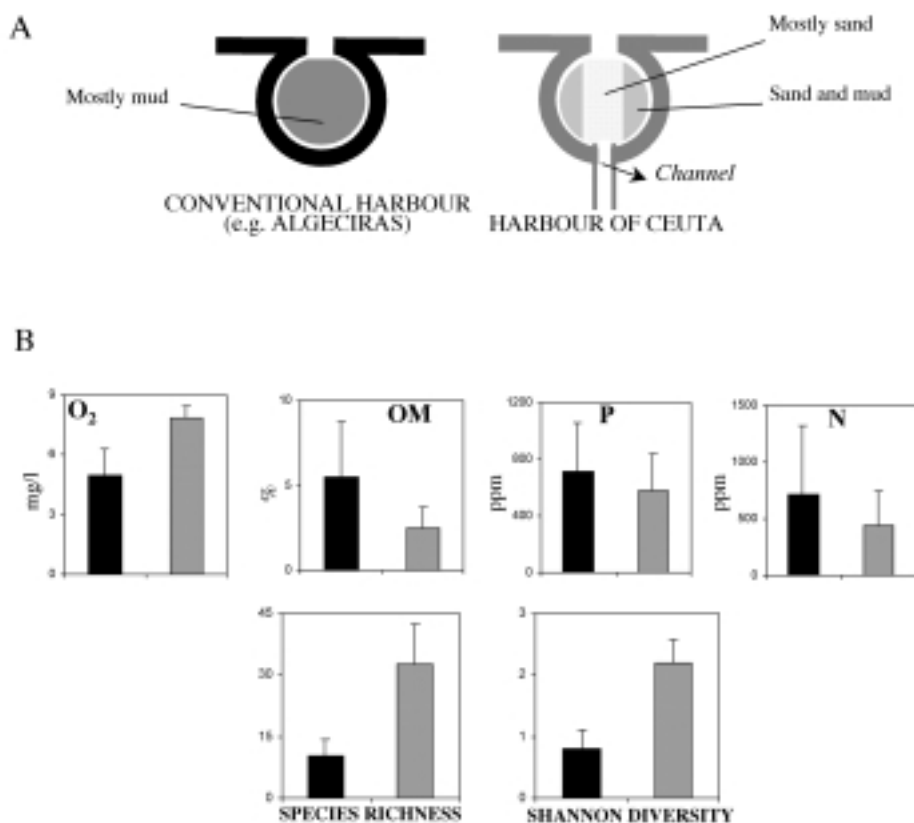 A
Mostly mud
Mostly sand
Sand and mud
Channel
CONVENTIONAL HARBOUR
(e.g. ALGECIRAS)
HARBOUR OF CEUTA
B
O₂
mg/l
9
6
3
0
OM
%
10
5
0
P
ppm
1200
800
400
0
N
ppm
1500
1000
500
0
45
30
15
0
SPECIES RICHNESS
3
2
1
0
SHANNON DIVERSITY